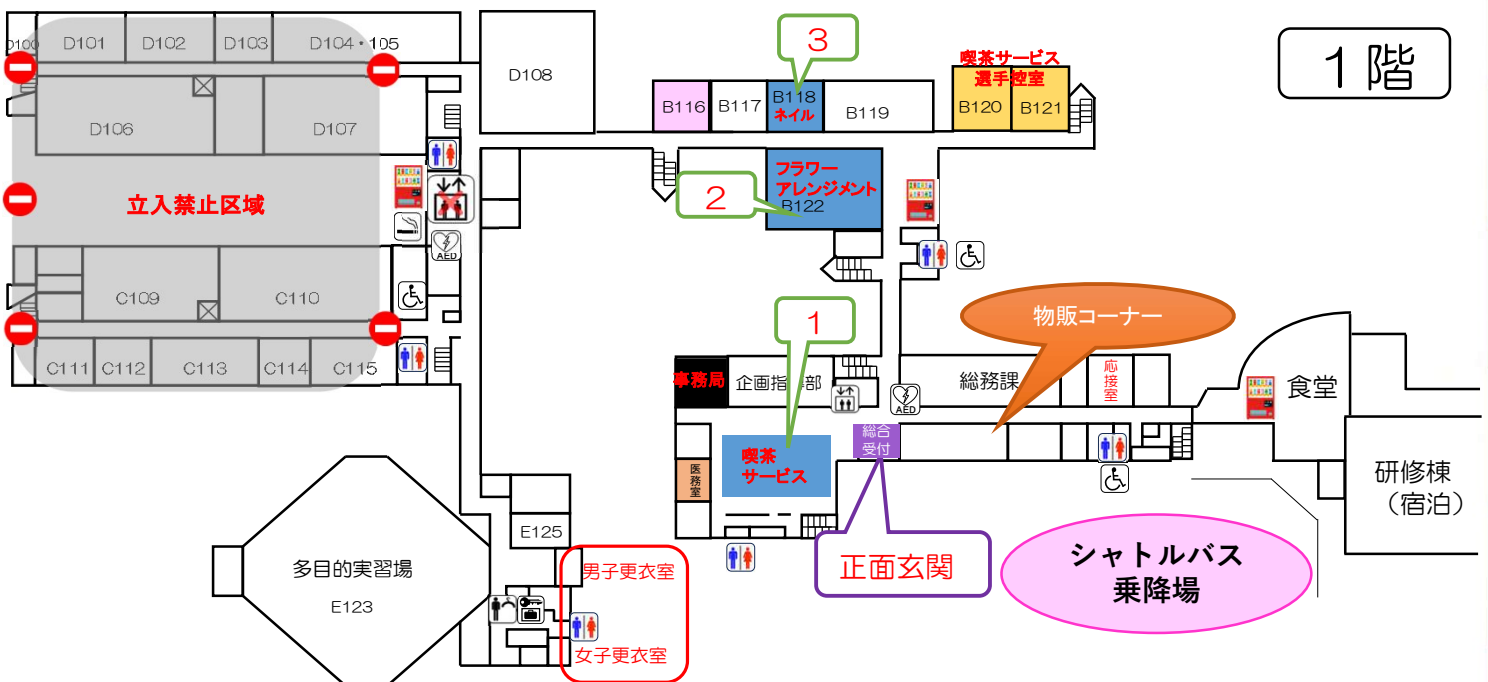 1階
D100
D101
D102
D103
D104・105
D106
D107
D108
立入禁止区域
AED
C109
C110
C111
C112
C113
C114
C115
3
B116
B117
B118
ネイル
B119
喫茶サービス
選手控室
B120
B121
フラワー
アレンジメント
B122
2
1
物販コーナー
事務局
企画指導部
総務課
応接室
食堂
AED
総合
受付
喫茶
サービス
医務室
正面玄関
シャトルバス
乗降場
研修棟
（宿泊）
多目的実習場
E123
E125
男子更衣室
女子更衣室